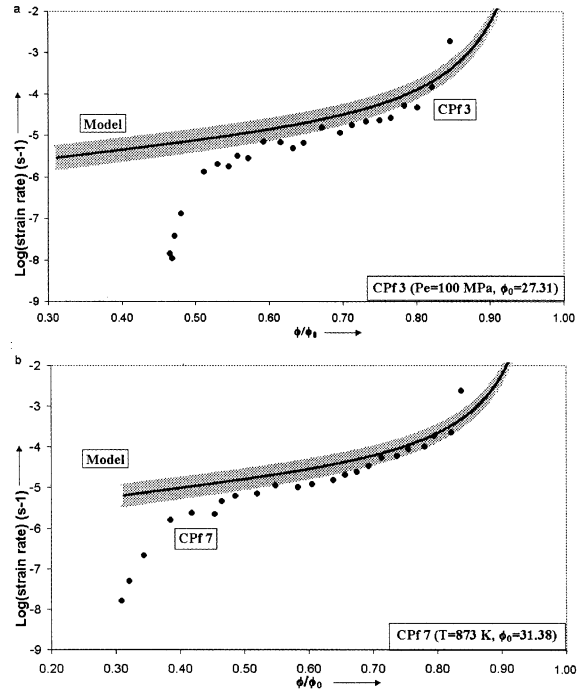 a
-2
-3
-4
-5
-6
-7
-8
-9
Log(strain rate) (s-1)
Model
CPf 3
CPf 3 (Pe=100 MPa, ϕ₀=27.31)
0.30 0.40 0.50 0.60 0.70 0.80 0.90 1.00
ϕ/ϕ₀
b
-2
-3
-4
-5
-6
-7
-8
-9
Log(strain rate) (s-1)
Model
CPf 7
CPf 7 (T=873 K, ϕ₀=31.38)
0.20 0.30 0.40 0.50 0.60 0.70 0.80 0.90 1.00
ϕ/ϕ₀